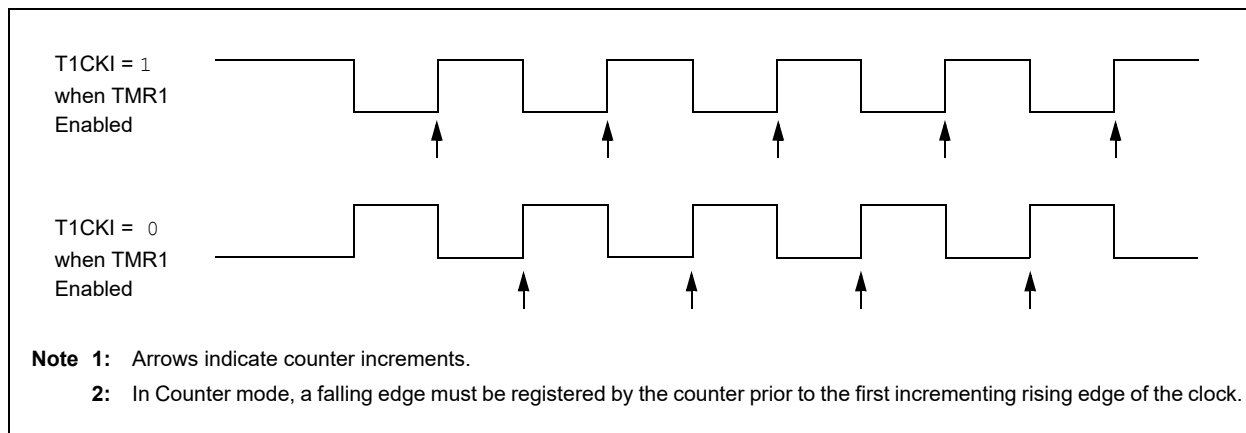 T1CKI = 1
when TMR1
Enabled
T1CKI = 0
when TMR1
Enabled
Note 1: Arrows indicate counter increments.
2: In Counter mode, a falling edge must be registered by the counter prior to the first incrementing rising edge of the clock.